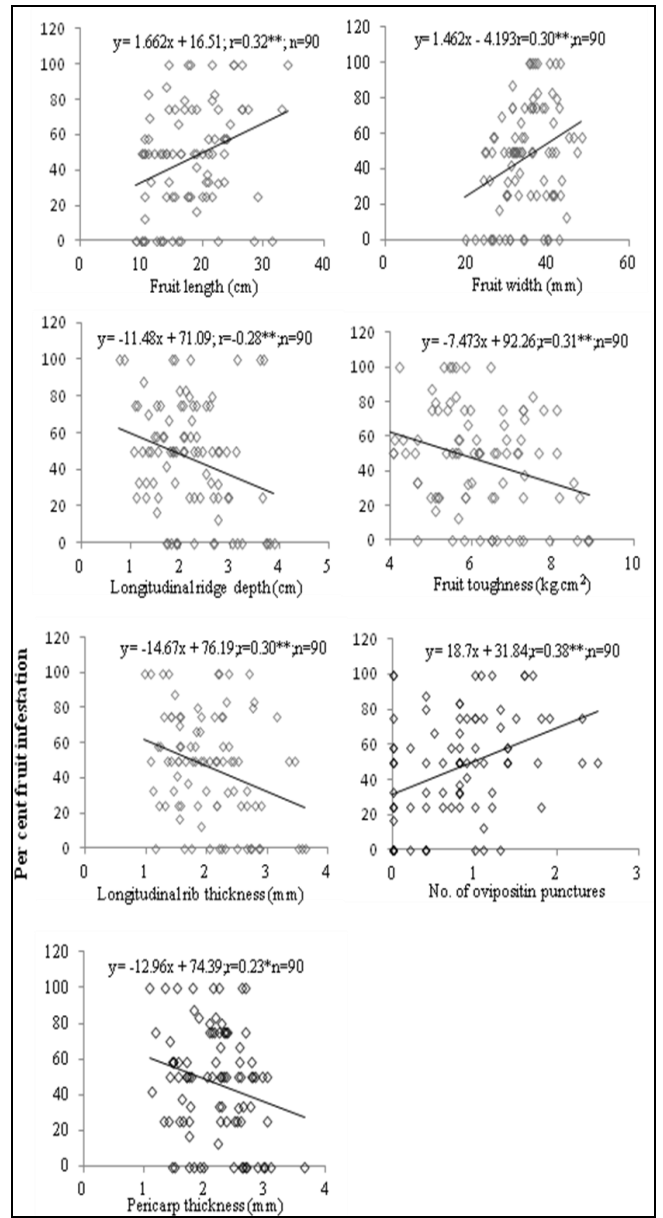 y= 1.662x + 16.51; r=0.32**; n=90
120
100
80
60
40
20
0
0 10 20 30 40
Fruit length (cm)
y= 1.462x - 4.193r=0.30**;n=90
120
100
80
60
40
20
0
0 20 40 60
Fruit width (mm)
y= -11.48x + 71.09; r=-0.28**;n=90
120
100
80
60
40
20
0
0 1 2 3 4 5
Longitudinal ridge depth (cm)
y= -7.473x + 92.26;r=0.31**;n=90
120
100
80
60
40
20
0
4 6 8 10
Fruit toughness (kg.cm²)
Per cent fruit infestation
y= -14.67x + 76.19;r=0.30**;n=90
120
100
80
60
40
20
0
0 1 2 3 4
Longitudinal rib thickness (mm)
y= 18.7x + 31.84;r=0.38**;n=90
120
100
80
60
40
20
0
0 1 2 3
No. of ovipositin punctures
y= -12.96x + 74.39;r=0.23*n=90
120
100
80
60
40
20
0
0 1 2 3 4
Pericarp thickness (mm)